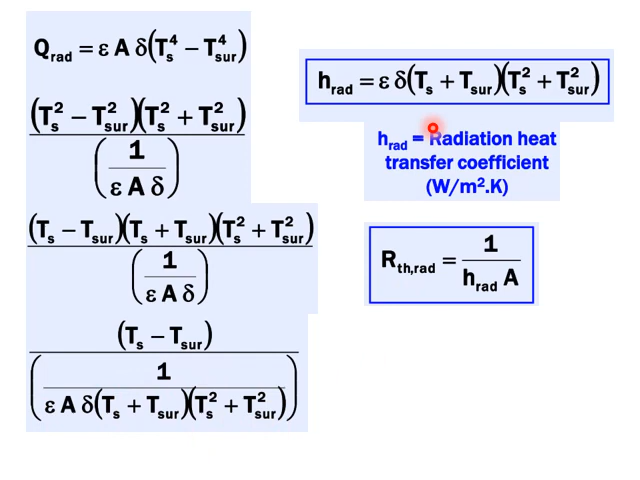 Q_rad = ε A δ(T_s^4 − T_sur^4)
(T_s^2 − T_sur^2)(T_s^2 + T_sur^2)
(1
ε A δ)
(T_s − T_sur)(T_s + T_sur)(T_s^2 + T_sur^2)
(1
ε A δ)
(T_s − T_sur)
(1
ε A δ(T_s + T_sur)(T_s^2 + T_sur^2))
h_rad = ε δ(T_s + T_sur)(T_s^2 + T_sur^2)
h_rad = Radiation heat
transfer coefficient
(W/m².K)
R_th,rad = 1
h_rad A